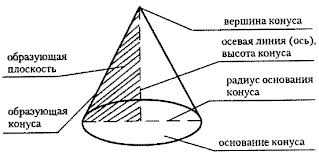 вершина конуса
осевая линия (ось),
высота конуса
образующая
плоскость
радиус основания
конуса
образующая
конуса
основание конуса